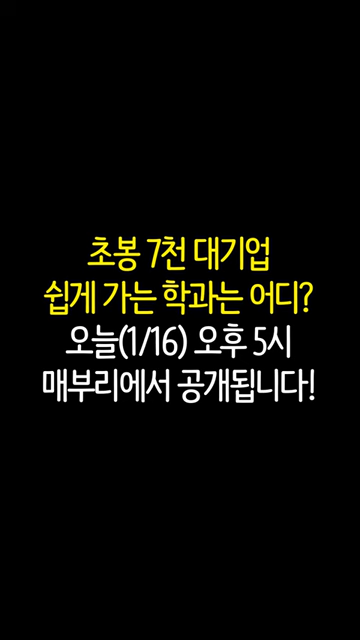 초봉 7천 대기업
쉽게 가는 학과는 어디?
오늘(1/16) 오후 5시
매부리에서 공개됩니다!